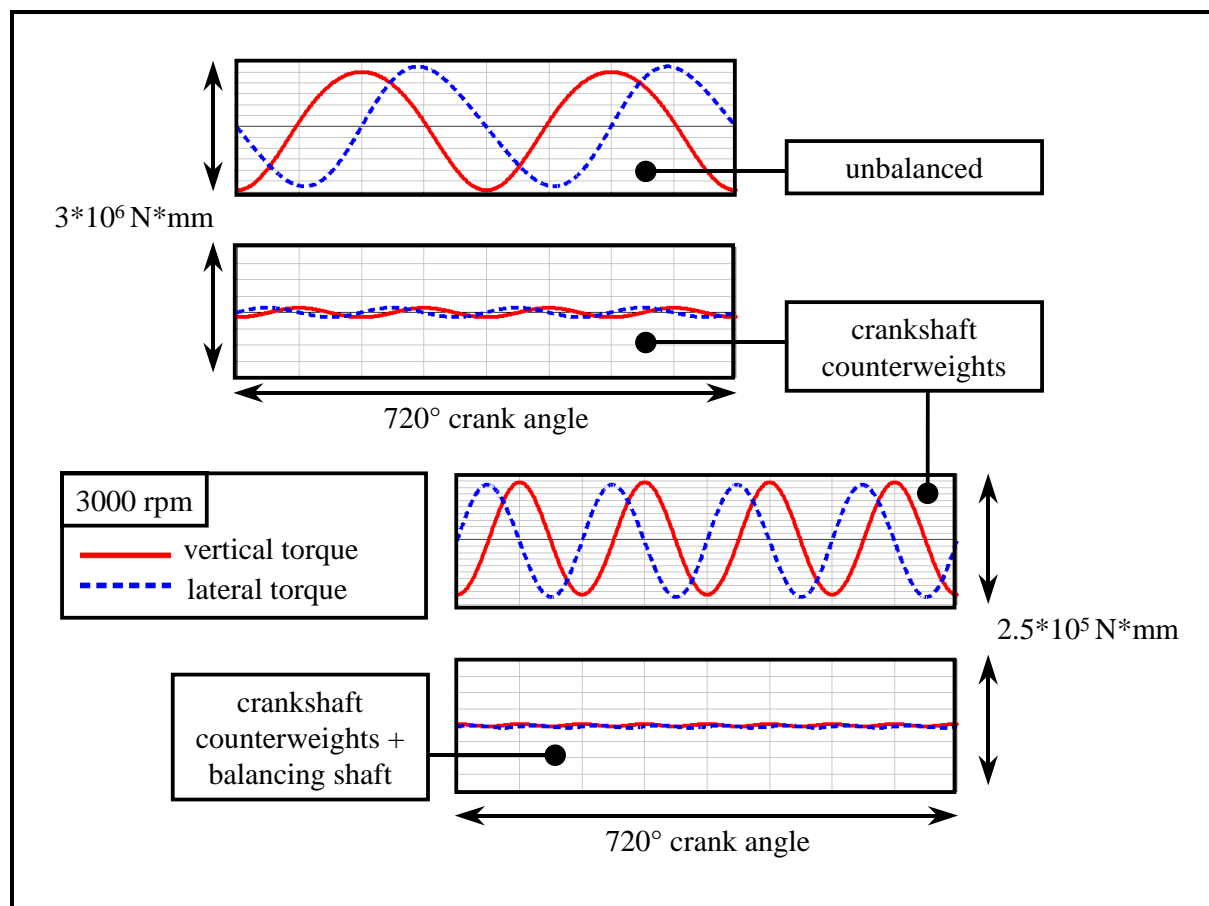 unbalanced
3*10⁶ N*mm
crankshaft
counterweights
720° crank angle
3000 rpm
vertical torque
lateral torque
2.5*10⁵ N*mm
crankshaft
counterweights +
balancing shaft
720° crank angle